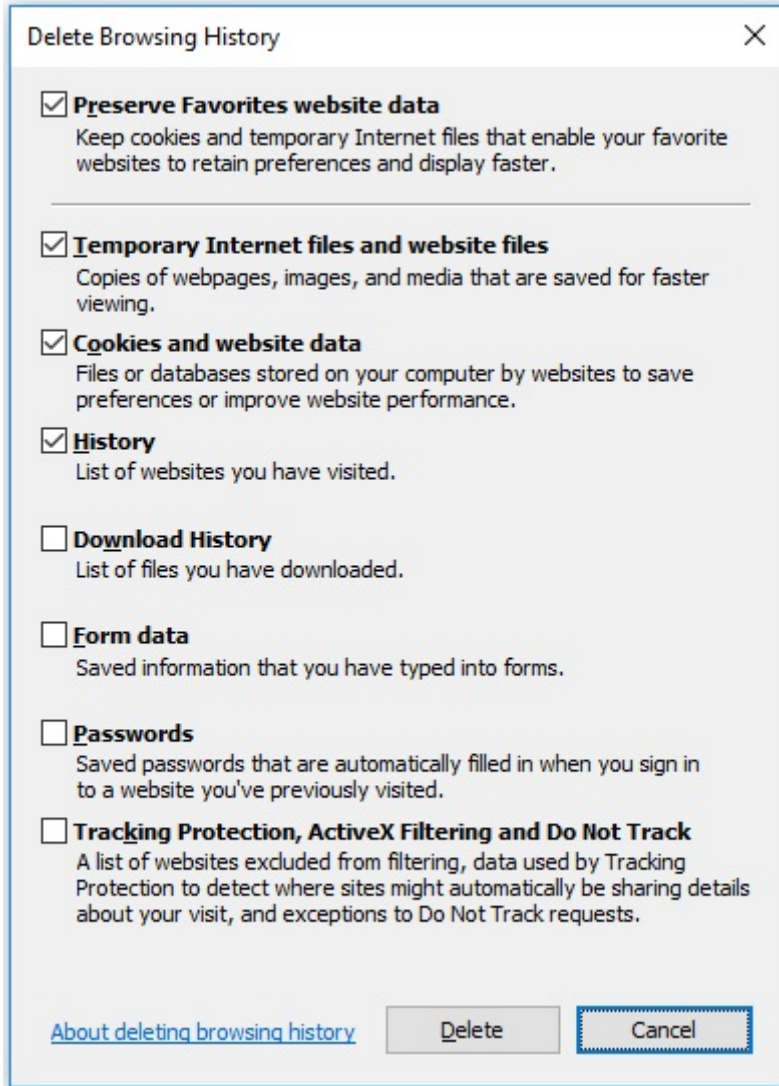 Delete Browsing History
Preserve Favorites website data
Keep cookies and temporary Internet files that enable your favorite
websites to retain preferences and display faster.
Temporary Internet files and website files
Copies of webpages, images, and media that are saved for faster
viewing.
Cookies and website data
Files or databases stored on your computer by websites to save
preferences or improve website performance.
History
List of websites you have visited.
Download History
List of files you have downloaded.
Form data
Saved information that you have typed into forms.
Passwords
Saved passwords that are automatically filled in when you sign in
to a website you've previously visited.
Tracking Protection, ActiveX Filtering and Do Not Track
A list of websites excluded from filtering, data used by Tracking
Protection to detect where sites might automatically be sharing details
about your visit, and exceptions to Do Not Track requests.
About deleting browsing history Delete Cancel